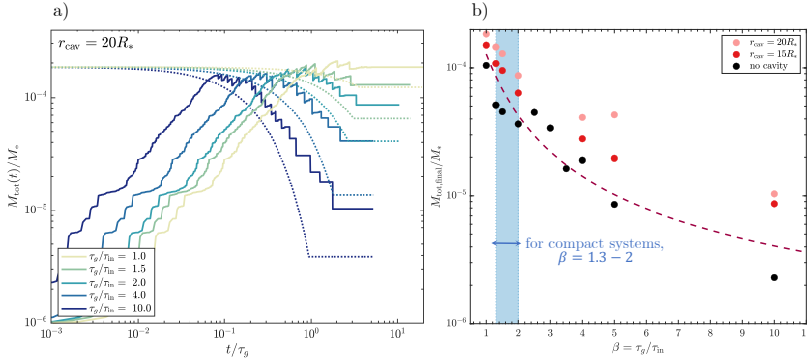 a)
r_cav = 20R_*
M_tot(t)/M_*
10^-4
10^-5
10^-6
τ_g/τ_in = 1.0
τ_g/τ_in = 1.5
τ_g/τ_in = 2.0
τ_g/τ_in = 4.0
τ_g/τ_in = 10.0
10^-3
10^-2
10^-1
10^0
10^1
t/τ_g
b)
r_cav = 20R_*
r_cav = 15R_*
no cavity
M_tot,final/M_*
10^-4
10^-5
10^-6
for compact systems,
β = 1.3 − 2
1 2 3 4 5 6 7 8 9 10 11
β = τ_g/τ_in